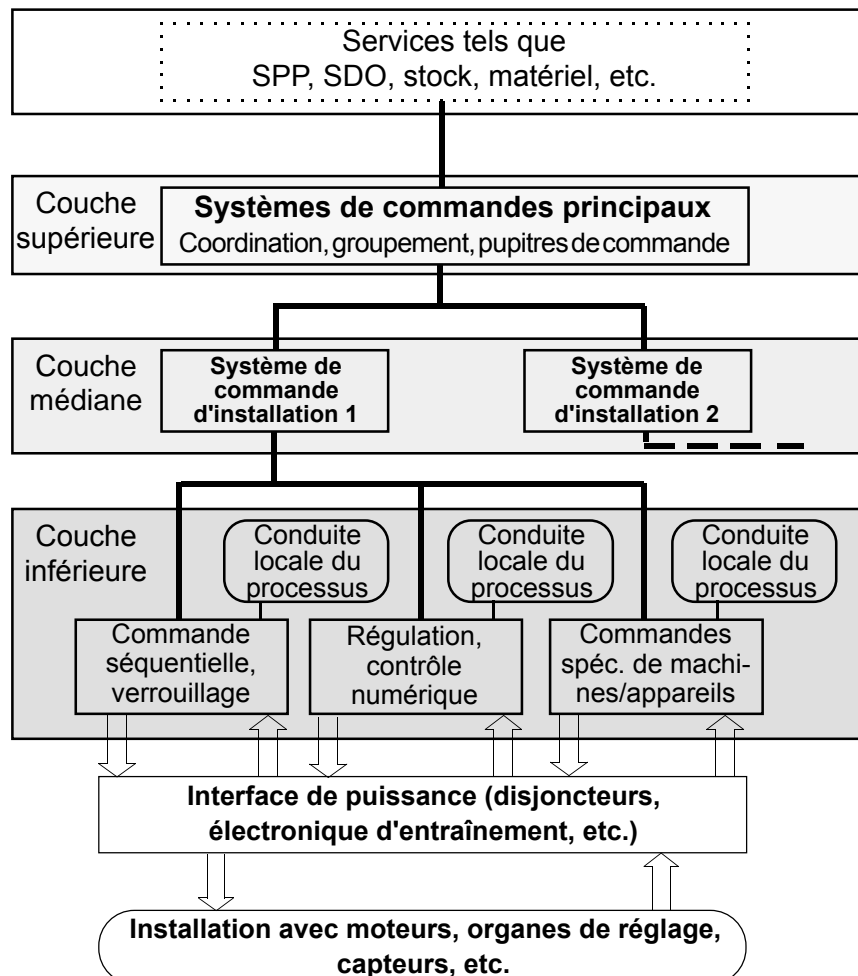 Services tels que
SPP, SDO, stock, matériel, etc.
Couche
supérieure
Systèmes de commandes principaux
Coordination, groupement, pupitres de commande
Couche
médiane
Système de
commande
d'installation 1
Système de
commande
d'installation 2
Couche
inférieure
Conduite
locale du
processus
Conduite
locale du
processus
Conduite
locale du
processus
Commande
séquentielle,
verrouillage
Régulation,
contrôle
numérique
Commandes
spéc. de machi-
nes/appareils
Interface de puissance (disjoncteurs,
électronique d'entraînement, etc.)
Installation avec moteurs, organes de réglage,
capteurs, etc.